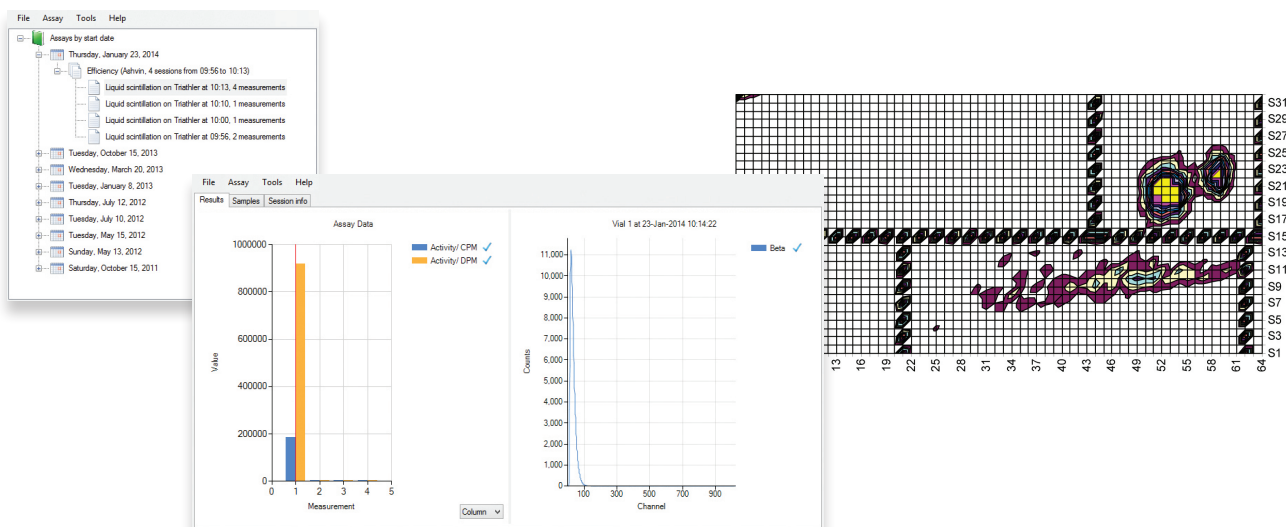 File Assay Tools Help
Assays by start date
Thursday, January 23, 2014
Efficiency (Ashvin, 4 sessions from 09:56 to 10:13)
Liquid scintillation on Triathler at 10:13, 4 measurements
Liquid scintillation on Triathler at 10:10, 1 measurements
Liquid scintillation on Triathler at 10:00, 1 measurements
Liquid scintillation on Triathler at 09:56, 2 measurements
Tuesday, October 15, 2013
Wednesday, March 20, 2013
Tuesday, January 8, 2013
Thursday, July 12, 2012
Tuesday, July 10, 2012
Tuesday, May 15, 2012
Sunday, May 13, 2012
Saturday, October 15, 2011
File Assay Tools Help
Results Samples Session info
Assay Data
1000000
800000
600000
400000
200000
0
Value
0 1 2 3 4 5
Measurement
Activity/ CPM
Activity/ DPM
Column
Vial 1 at 23-Jan-2014 10:14:22
11,000
10,000
9,000
8,000
7,000
6,000
5,000
4,000
3,000
2,000
1,000
0
Counts
100 300 500 700 900
Channel
Beta
S31
S29
S27
S25
S23
S21
S19
S17
S15
S13
S11
S9
S7
S5
S3
S1
13 16 19 22 25 28 31 34 37 40 43 46 49 52 55 58 61 64